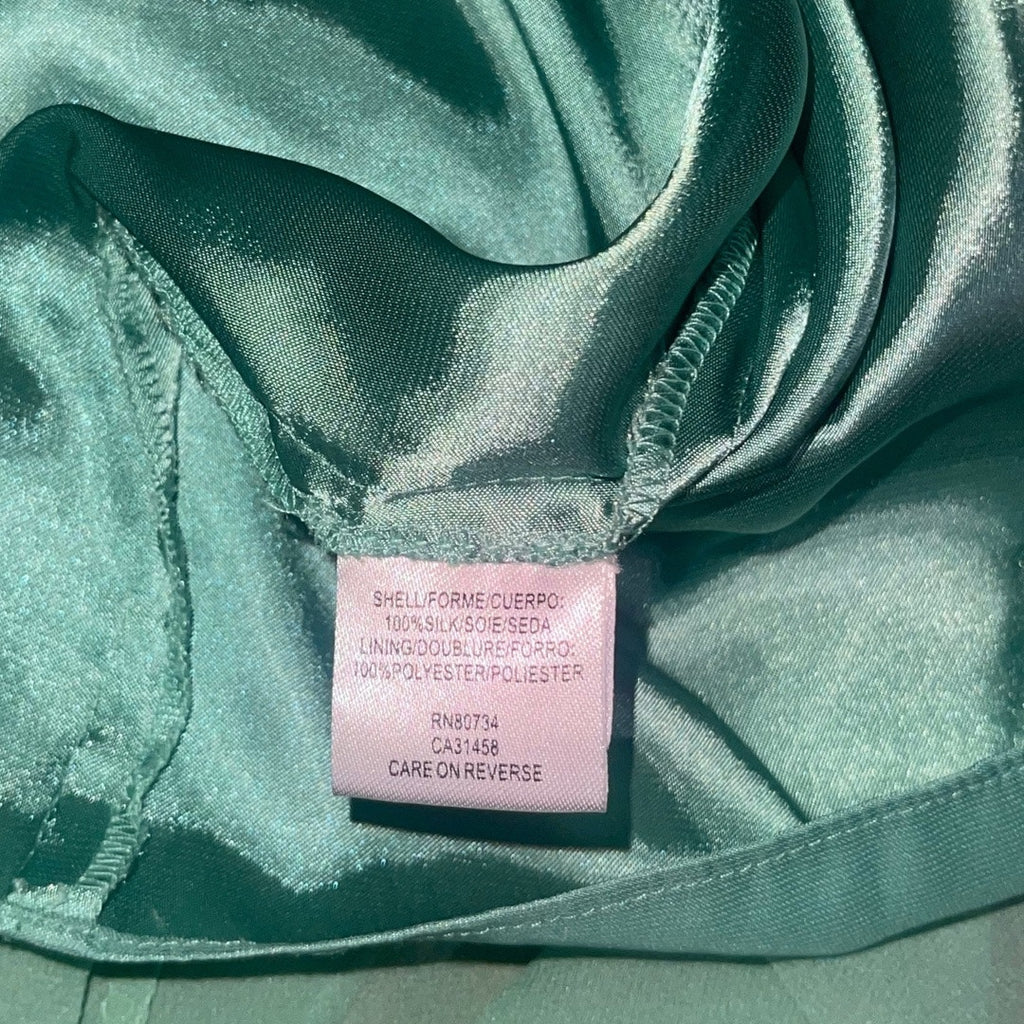 SHELL/FORME/CUERPO:
100%SILK/SOIE/SEDA
LINING/DOUBLURE/FORRO:
100%POLYESTER/POLIESTER
RN80734
CA31458
CARE ON REVERSE